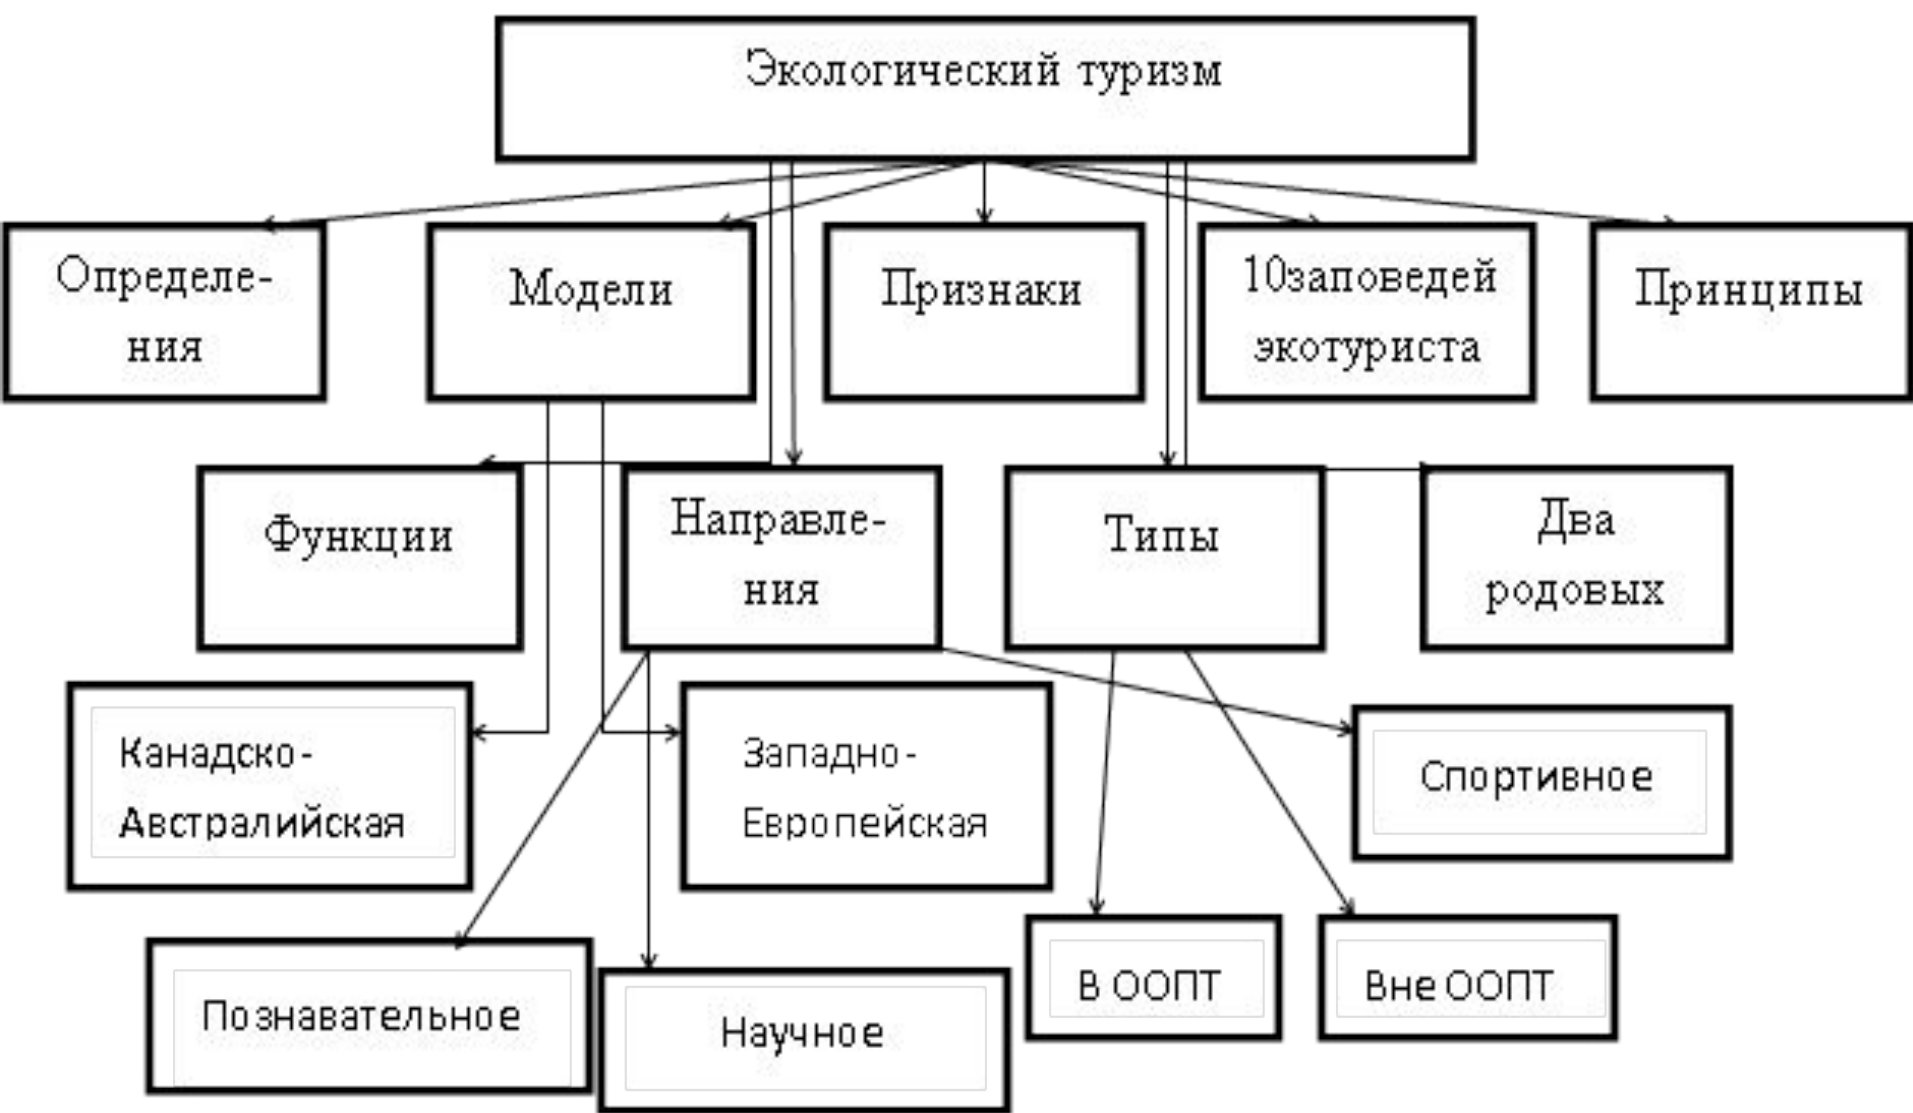 Экологический туризм
Определе-
ния
Модели
Признаки
10заповедей
экотуриста
Принципы
Функции
Направле-
ния
Типы
Два
родовых
Канадско-
Австралийская
Западно-
Европейская
Спортивное
Познавательное
Научное
В ООПТ
Вне ООПТ